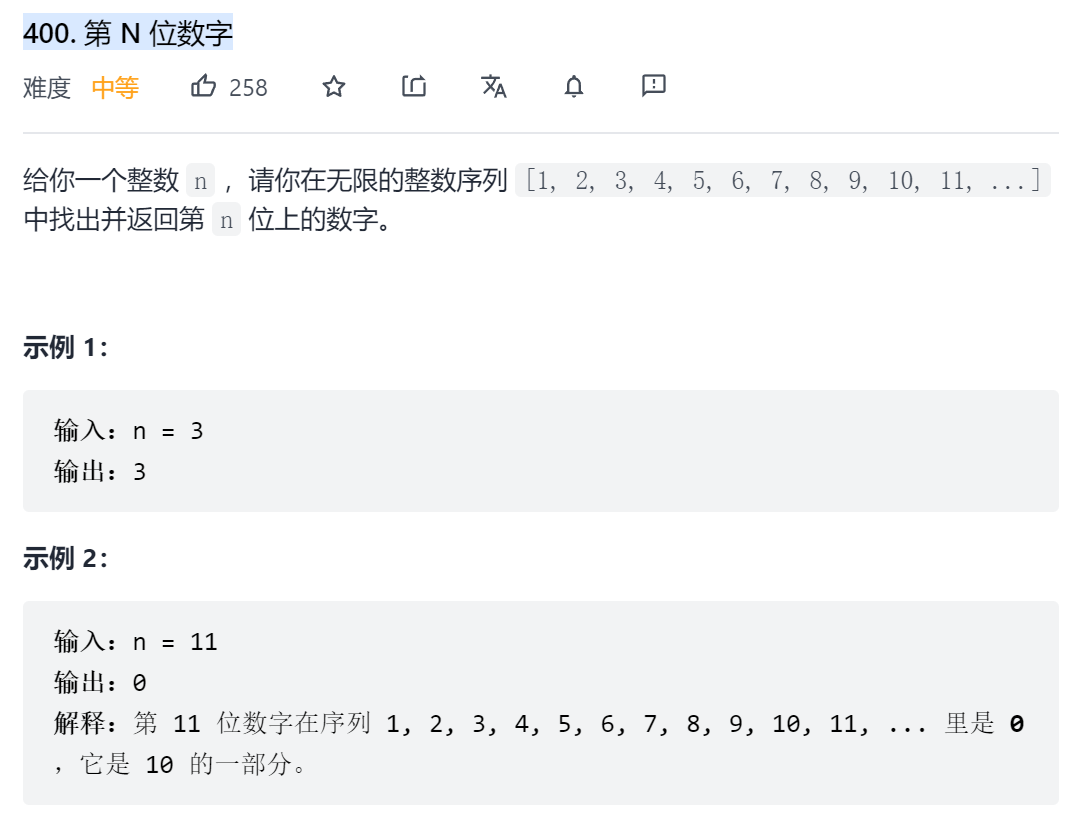 400. 第 N 位数字
难度 中等 258
给你一个整数 n ，请你在无限的整数序列 [1, 2, 3, 4, 5, 6, 7, 8, 9, 10, 11, ...]
中找出并返回第 n 位上的数字。
示例 1：
输入：n = 3
输出：3
示例 2：
输入：n = 11
输出：0
解释：第 11 位数字在序列 1, 2, 3, 4, 5, 6, 7, 8, 9, 10, 11, ... 里是 0
，它是 10 的一部分。